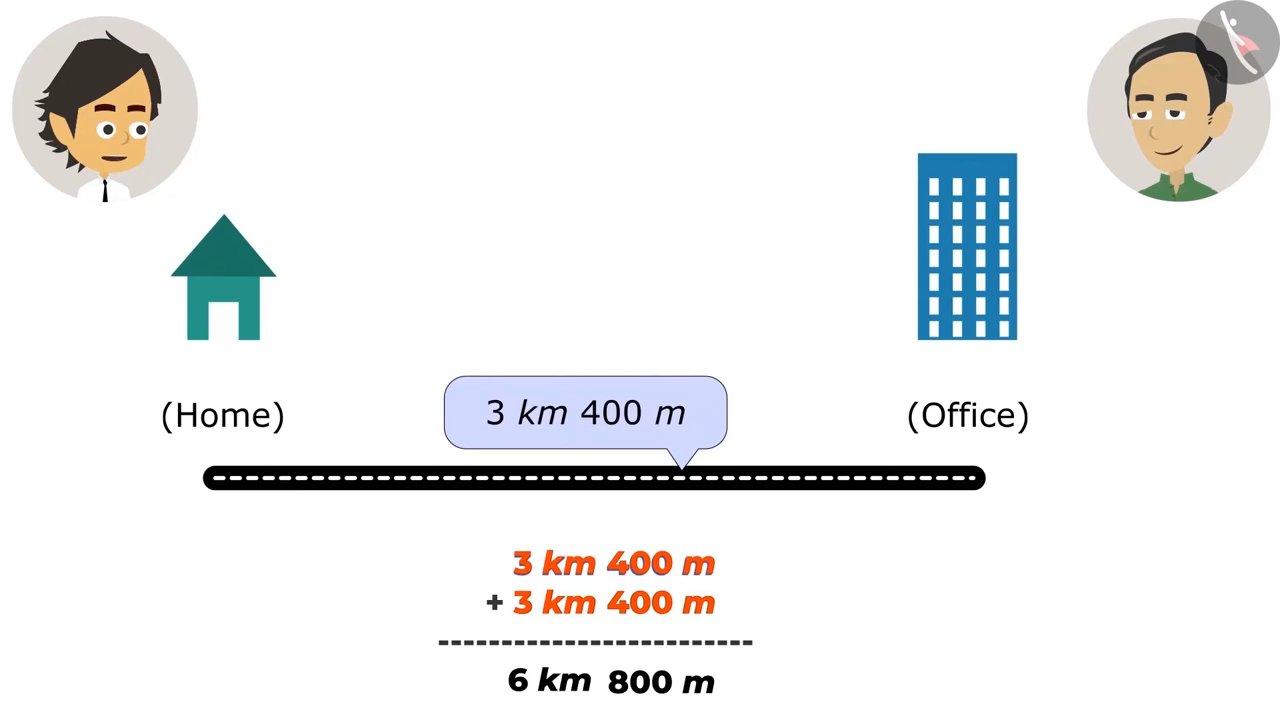 (Home)
3 km 400 m
(Office)
3 km 400 m
+ 3 km 400 m
-------------------------
6 km 800 m